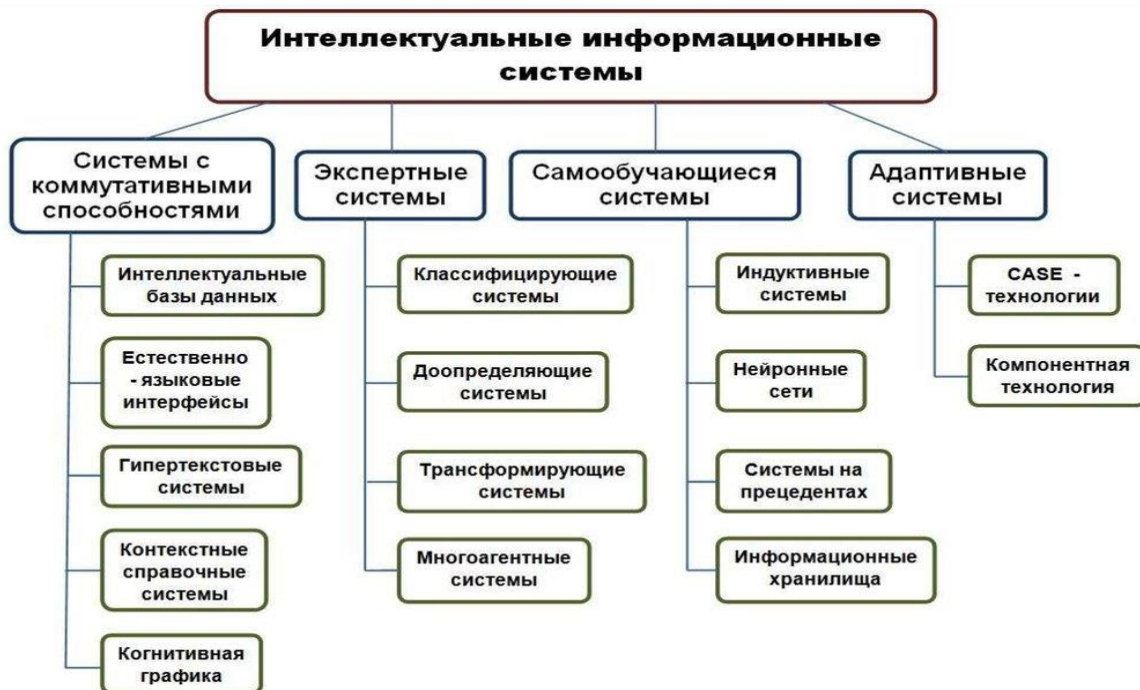 Интеллектуальные информационные
системы
Системы с
коммутативными
способностями
Интеллектуальные
базы данных
Естественно
- языковые
интерфейсы
Гипертекстовые
системы
Контекстные
справочные
системы
Когнитивная
графика
Экспертные
системы
Классифицирующие
системы
Доопределяющие
системы
Трансформирующие
системы
Многоагентные
системы
Самообучающиеся
системы
Индуктивные
системы
Нейронные
сети
Системы на
прецедентах
Информационные
хранилища
Адаптивные
системы
CASE -
технологии
Компонентная
технология